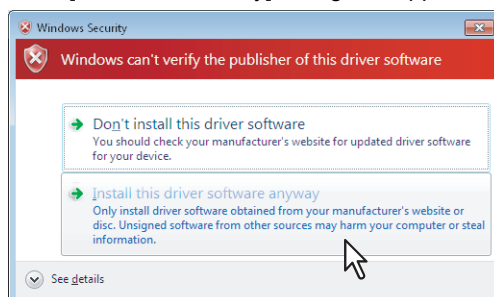 Windows Security
Windows can't verify the publisher of this driver software
Don't install this driver software
You should check your manufacturer's website for updated driver software
for your device.
Install this driver software anyway
Only install driver software obtained from your manufacturer's website or
disc. Unsigned software from other sources may harm your computer or steal
information.
See details